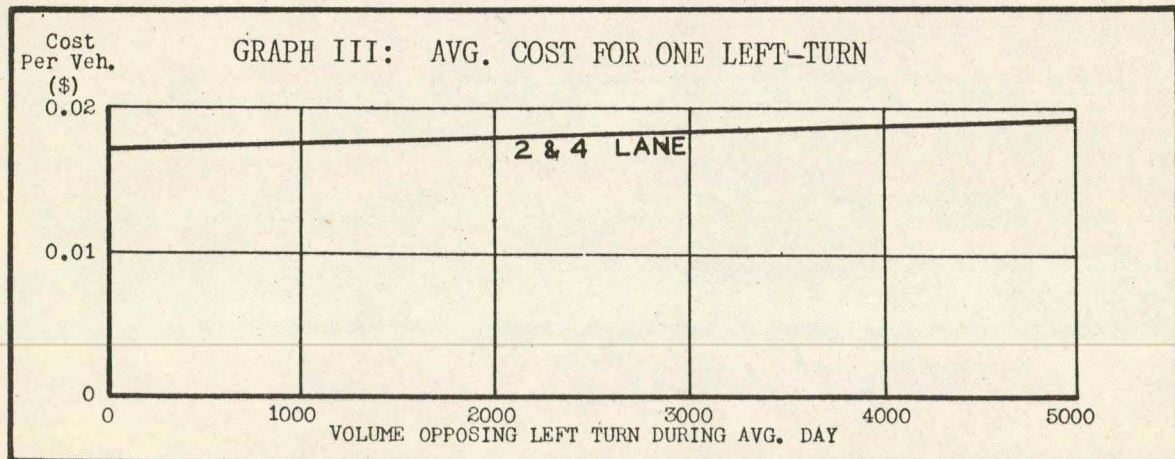 Cost
Per Veh.
($)
GRAPH III: AVG. COST FOR ONE LEFT-TURN
0.02
2 & 4 LANE
0.01
0
0 1000 2000 3000 4000 5000
VOLUME OPPOSING LEFT TURN DURING AVG. DAY